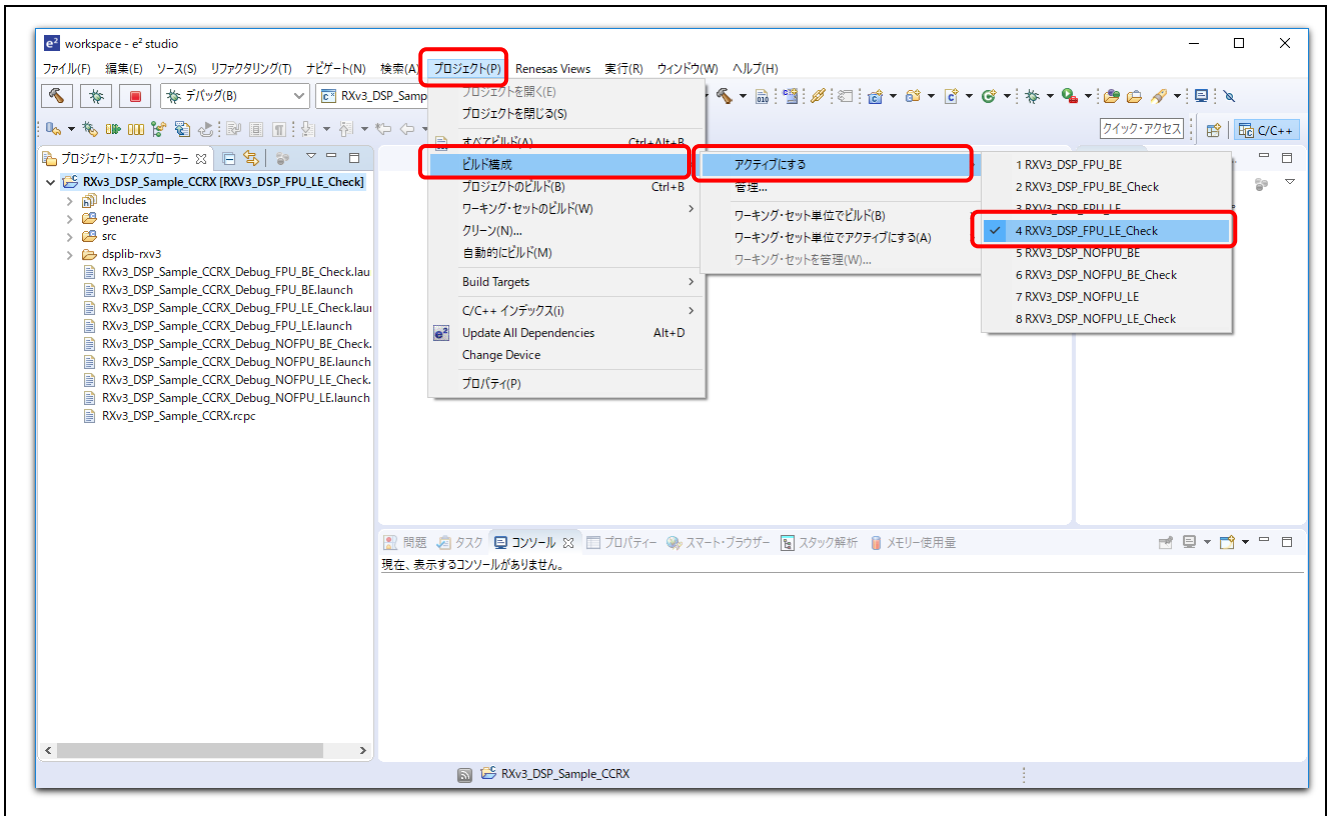 workspace - e² studio
ファイル(F) 編集(E) ソース(S) リファクタリング(T) ナビゲート(N) 検索(A) プロジェクト(P) Renesas Views 実行(R) ウィンドウ(W) ヘルプ(H)
デバッグ(B) RXv3_DSP_Samp
クイック・アクセス C/C++
プロジェクト・エクスプローラー
RXv3_DSP_Sample_CCRX [RXV3_DSP_FPU_LE_Check]
Includes
generate
src
dsplib-rxv3
RXv3_DSP_Sample_CCRX_Debug_FPU_BE_Check.lau
RXv3_DSP_Sample_CCRX_Debug_FPU_BE.launch
RXv3_DSP_Sample_CCRX_Debug_FPU_LE_Check.lau
RXv3_DSP_Sample_CCRX_Debug_FPU_LE.launch
RXv3_DSP_Sample_CCRX_Debug_NOFPU_BE_Check.
RXv3_DSP_Sample_CCRX_Debug_NOFPU_BE.launch
RXv3_DSP_Sample_CCRX_Debug_NOFPU_LE_Check.
RXv3_DSP_Sample_CCRX_Debug_NOFPU_LE.launch
RXv3_DSP_Sample_CCRX.rcpc
プロジェクトを開く(E)
プロジェクトを閉じる(S)
すべてビルド(A) Ctrl+Alt+B
ビルド構成
プロジェクトのビルド(B) Ctrl+B
ワーキング・セットのビルド(W)
クリーン(N)...
自動的にビルド(M)
Build Targets
C/C++ インデックス(i)
Update All Dependencies Alt+D
Change Device
プロパティ(P)
アクティブにする
管理...
ワーキング・セット単位でビルド(B)
ワーキング・セット単位でアクティブにする(A)
ワーキング・セットを管理(W)...
1 RXV3_DSP_FPU_BE
2 RXV3_DSP_FPU_BE_Check
3 RXV3_DSP_FPU_LE
4 RXV3_DSP_FPU_LE_Check
5 RXV3_DSP_NOFPU_BE
6 RXV3_DSP_NOFPU_BE_Check
7 RXV3_DSP_NOFPU_LE
8 RXV3_DSP_NOFPU_LE_Check
問題 タスク コンソール プロパティー スマート・ブラウザー スタック解析 メモリー使用量
現在、表示するコンソールがありません。
RXv3_DSP_Sample_CCRX